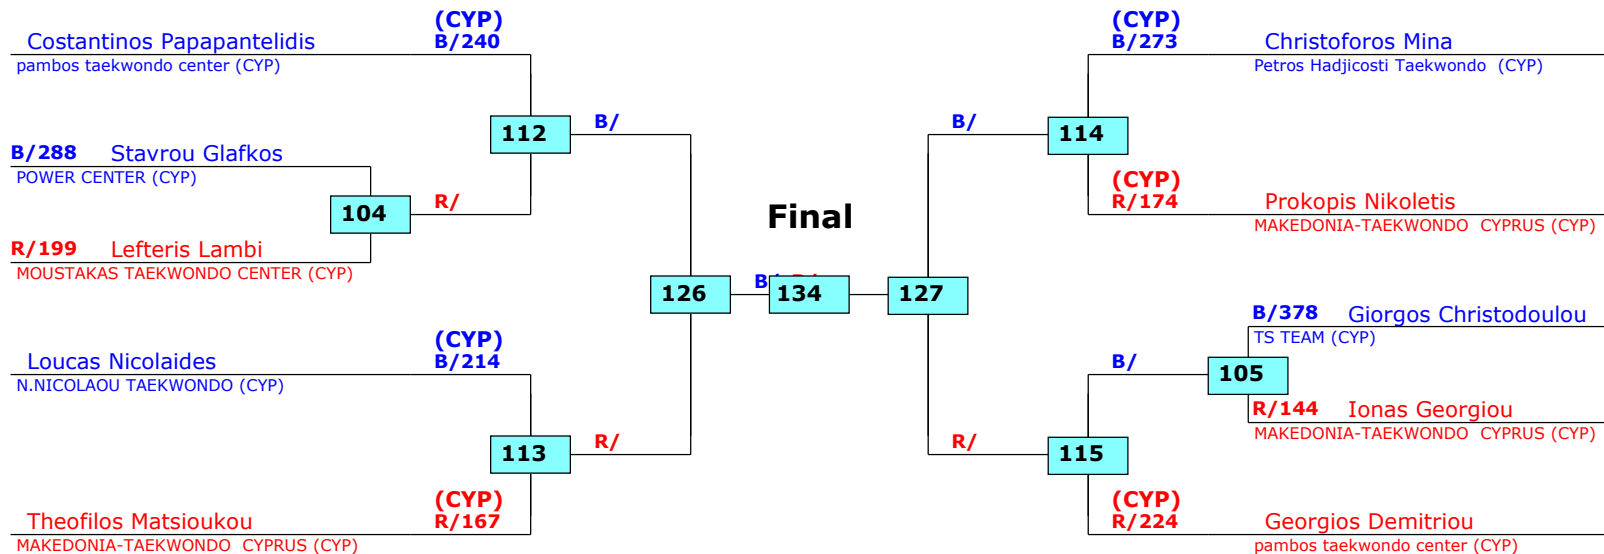 (CYP)
Costantinos Papapantelidis B/240
pambos taekwondo center (CYP)
112
B/
B/288 Stavrou Glafkos
POWER CENTER (CYP)
104
R/
R/199 Lefteris Lambi
MOUSTAKAS TAEKWONDO CENTER (CYP)
126
(CYP)
Loucas Nicolaides B/214
N.NICOLAOU TAEKWONDO (CYP)
113
R/
(CYP)
Theofilos Matsioukou R/167
MAKEDONIA-TAEKWONDO CYPRUS (CYP)
Final
B/ R/
134
127
(CYP)
B/273 Christoforos Mina
Petros Hadjicosti Taekwondo (CYP)
B/
114
(CYP)
R/174 Prokopis Nikoletis
MAKEDONIA-TAEKWONDO CYPRUS (CYP)
B/378 Giorgos Christodoulou
TS TEAM (CYP)
B/
105
R/144 Ionas Georgiou
MAKEDONIA-TAEKWONDO CYPRUS (CYP)
R/
115
(CYP)
R/224 Georgios Demitriou
pambos taekwondo center (CYP)